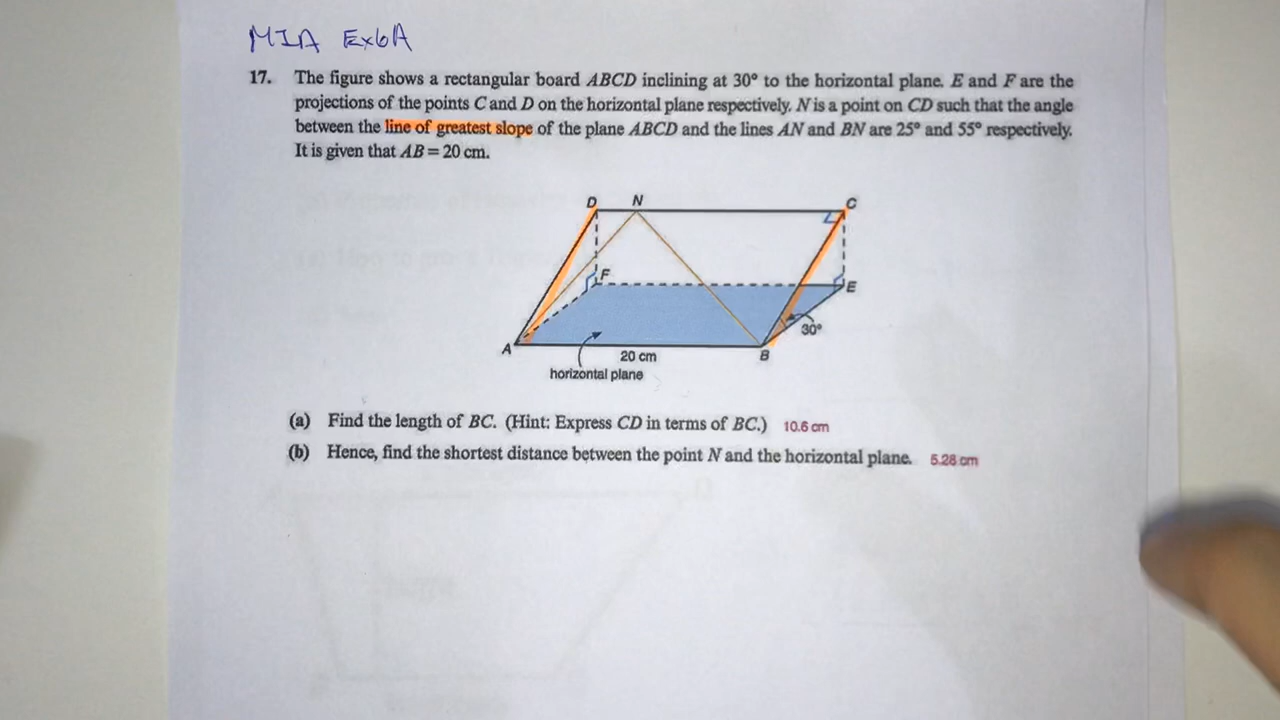 MIA Ex6A
17. The figure shows a rectangular board ABCD inclining at 30° to the horizontal plane. E and F are the
projections of the points C and D on the horizontal plane respectively. N is a point on CD such that the angle
between the line of greatest slope of the plane ABCD and the lines AN and BN are 25° and 55° respectively.
It is given that AB = 20 cm.
D N C
F E
30°
A 20 cm B
horizontal plane
(a) Find the length of BC. (Hint: Express CD in terms of BC.) 10.6 cm
(b) Hence, find the shortest distance between the point N and the horizontal plane. 5.28 cm